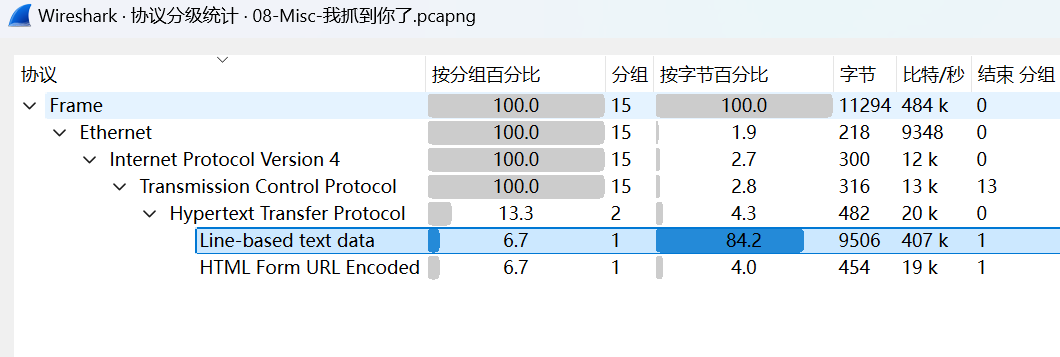 Wireshark · 协议分级统计 · 08-Misc-我抓到你了.pcapng
协议 按分组百分比 分组 按字节百分比 字节 比特/秒 结束 分组
Frame 100.0 15 100.0 11294 484 k 0
Ethernet 100.0 15 1.9 218 9348 0
Internet Protocol Version 4 100.0 15 2.7 300 12 k 0
Transmission Control Protocol 100.0 15 2.8 316 13 k 13
Hypertext Transfer Protocol 13.3 2 4.3 482 20 k 0
Line-based text data 6.7 1 84.2 9506 407 k 1
HTML Form URL Encoded 6.7 1 4.0 454 19 k 1